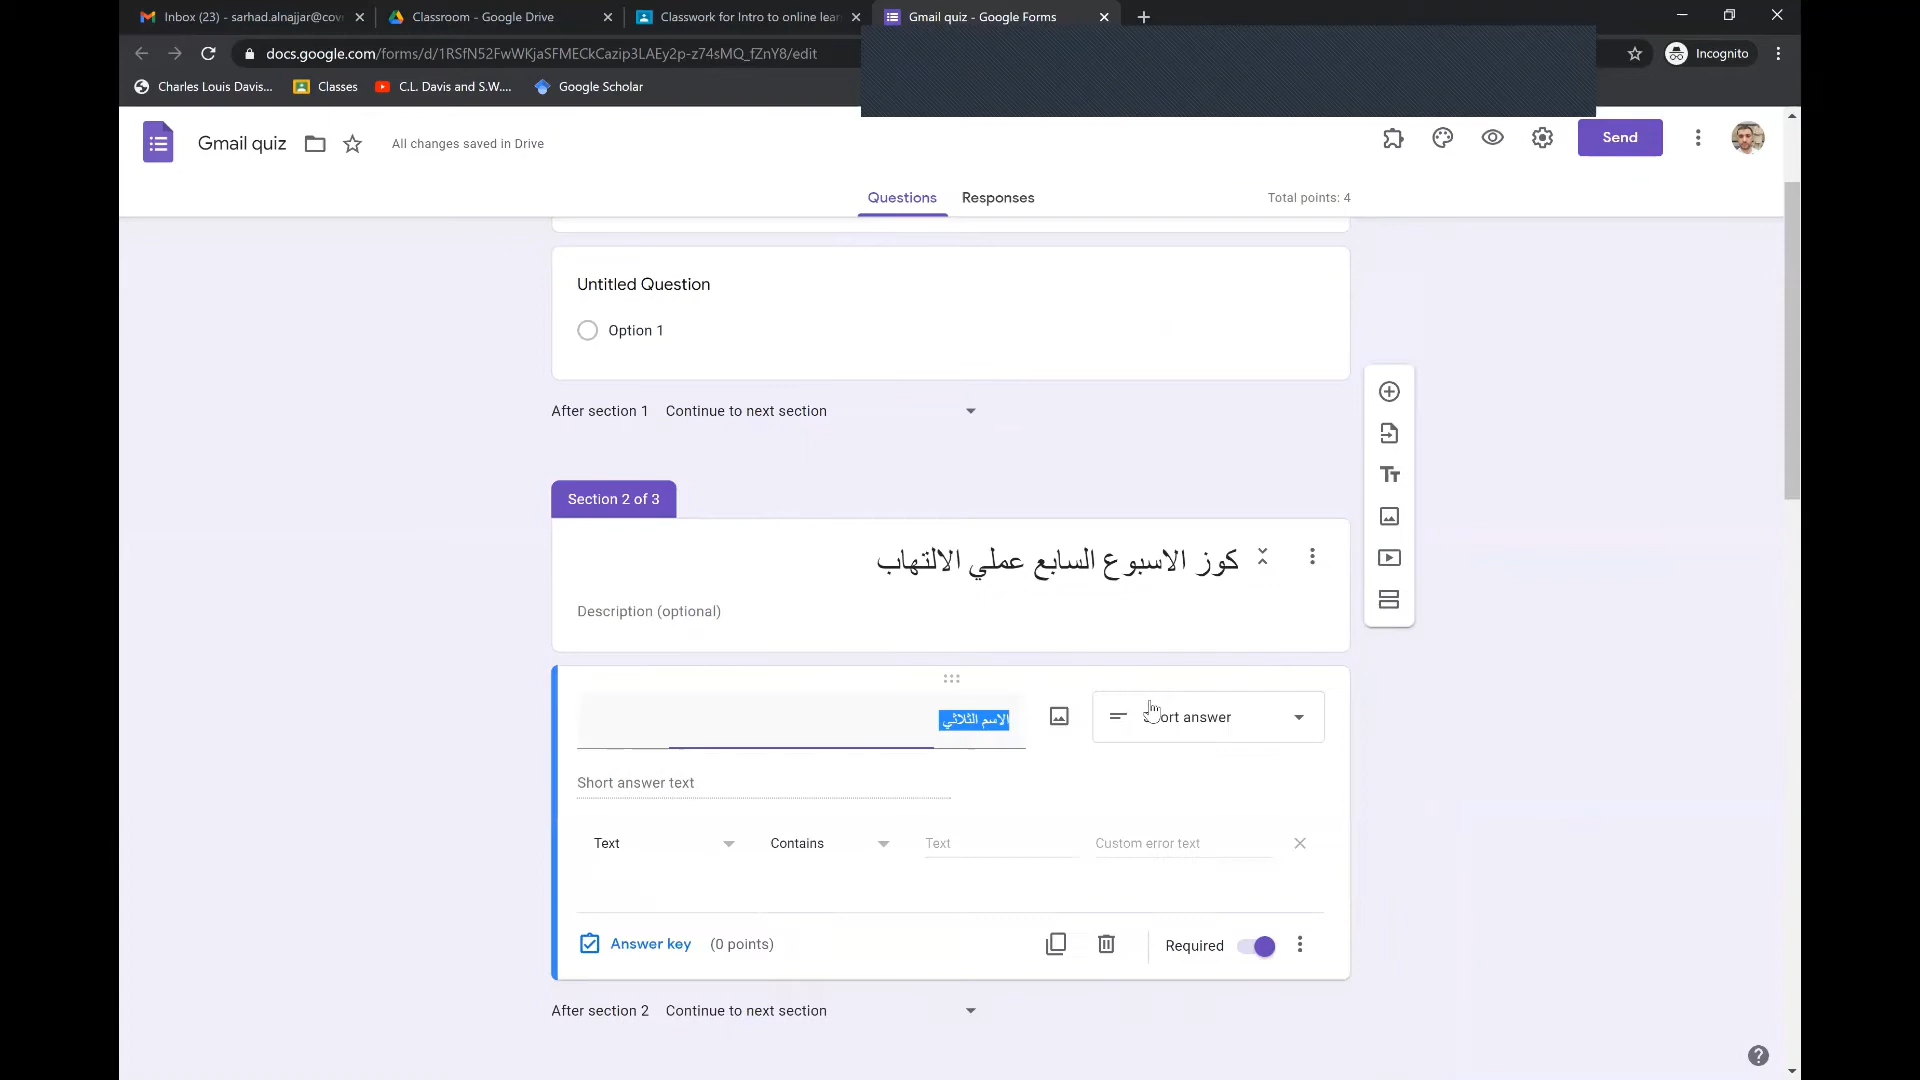 Inbox (23) - sarhad.alnajjar@cov
Classroom - Google Drive
Classwork for Intro to online lear
Gmail quiz - Google Forms
docs.google.com/forms/d/1RSfN52FwWKjaSFMECkCazip3LAEy2p-z74sMQ_fZnY8/edit
Incognito
Charles Louis Davis...
Classes
C.L. Davis and S.W....
Google Scholar
Gmail quiz
All changes saved in Drive
Send
Questions
Responses
Total points: 4
Untitled Question
Option 1
After section 1 Continue to next section
Section 2 of 3
كوز الاسبوع السابع عملي الالتهاب
Description (optional)
الاسم الثلاثي
Short answer
Short answer text
Text
Contains
Text
Custom error text
Answer key (0 points)
Required
After section 2 Continue to next section